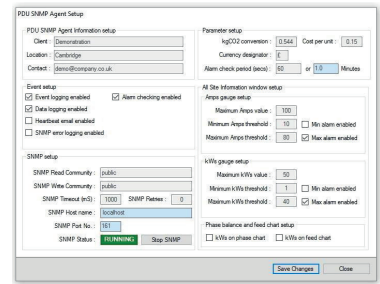 PDU SNMP Agent Setup
PDU SNMP Agent Information setup
Client : Demonstration
Location : Cambridge
Contact : demo@company.co.uk
Parameter setup
kgCO2 conversion : 0.544 Cost per unit : 0.15
Currency designator : £
Alarm check period (secs) : 60 or 1.0 Minutes
Event setup
Event logging enabled Alarm checking enabled
Data logging enabled
Heartbeat email enabled
SNMP error logging enabled
All Site Information window setup
Amps gauge setup
Maximum Amps value : 100
Minimum Amps threshold : 10 Min alarm enabled
Maximum Amps threshold : 80 Max alarm enabled
SNMP setup
SNMP Read Community : public
SNMP Write Community : public
SNMP Timeout (mS) : 1000 SNMP Retries : 0
SNMP Host name : localhost
SNMP Port No. : 161
SNMP Status : RUNNING Stop SNMP
kWs gauge setup
Maximum kWs value : 50
Minimum kWs threshold : 1 Min alarm enabled
Maximum kWs threshold : 40 Max alarm enabled
Phase balance and feed chart setup
kWs on phase chart kWs on feed chart
Save Changes Close